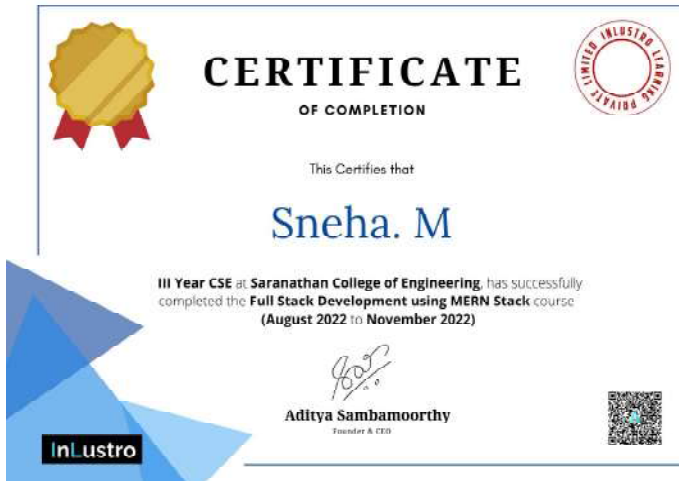 CERTIFICATE
OF COMPLETION
INLUSTRO LEARNING PRIVATE LIMITED
This Certifies that
Sneha. M
III Year CSE at Saranathan College of Engineering, has successfully
completed the Full Stack Development using MERN Stack course
(August 2022 to November 2022)
Aditya Sambamoorthy
Founder & CEO
InLustro